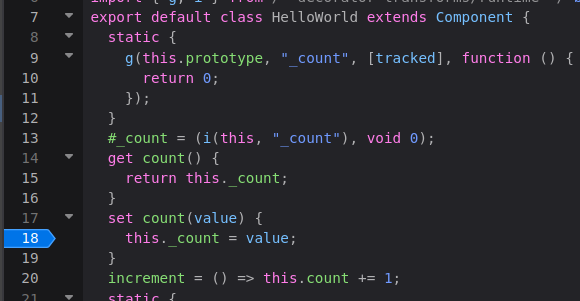 7 export default class HelloWorld extends Component {
8 static {
9 g(this.prototype, "_count", [tracked], function () {
10 return 0;
11 });
12 }
13 #_count = (i(this, "_count"), void 0);
14 get count() {
15 return this._count;
16 }
17 set count(value) {
18 this._count = value;
19 }
20 increment = () => this.count += 1;
21 static {